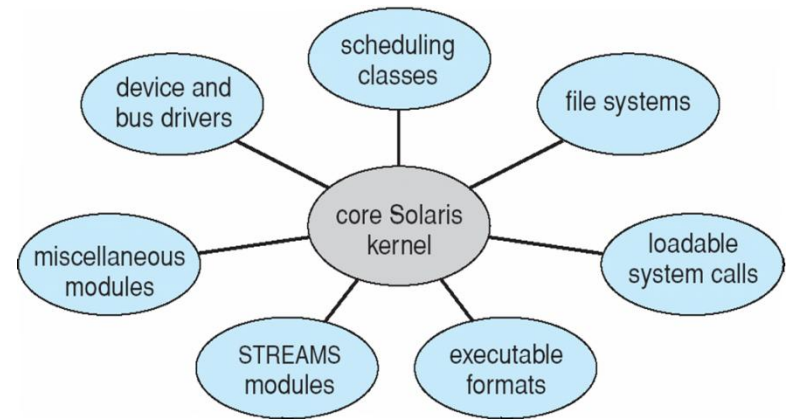 scheduling
classes
device and
bus drivers
file systems
core Solaris
kernel
miscellaneous
modules
loadable
system calls
STREAMS
modules
executable
formats